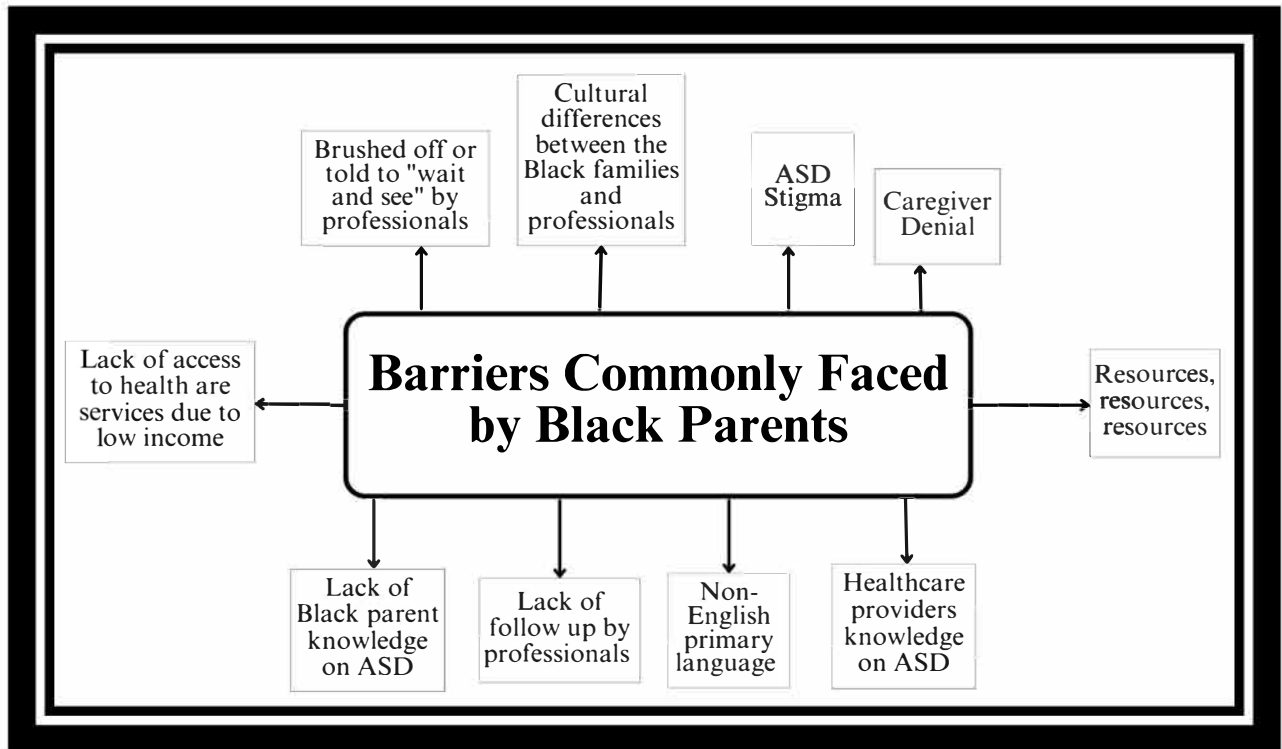 Brushed off or
told to "wait
and see" by
professionals
Cultural
differences
between the
Black families
and
professionals
ASD
Stigma
Caregiver
Denial
Lack of access
to health are
services due to
low income
Barriers Commonly Faced
by Black Parents
Resources,
resources,
resources
Lack of
Black parent
knowledge
on ASD
Lack of
follow up by
professionals
Non-
English
primary
language
Healthcare
providers
knowledge
on ASD